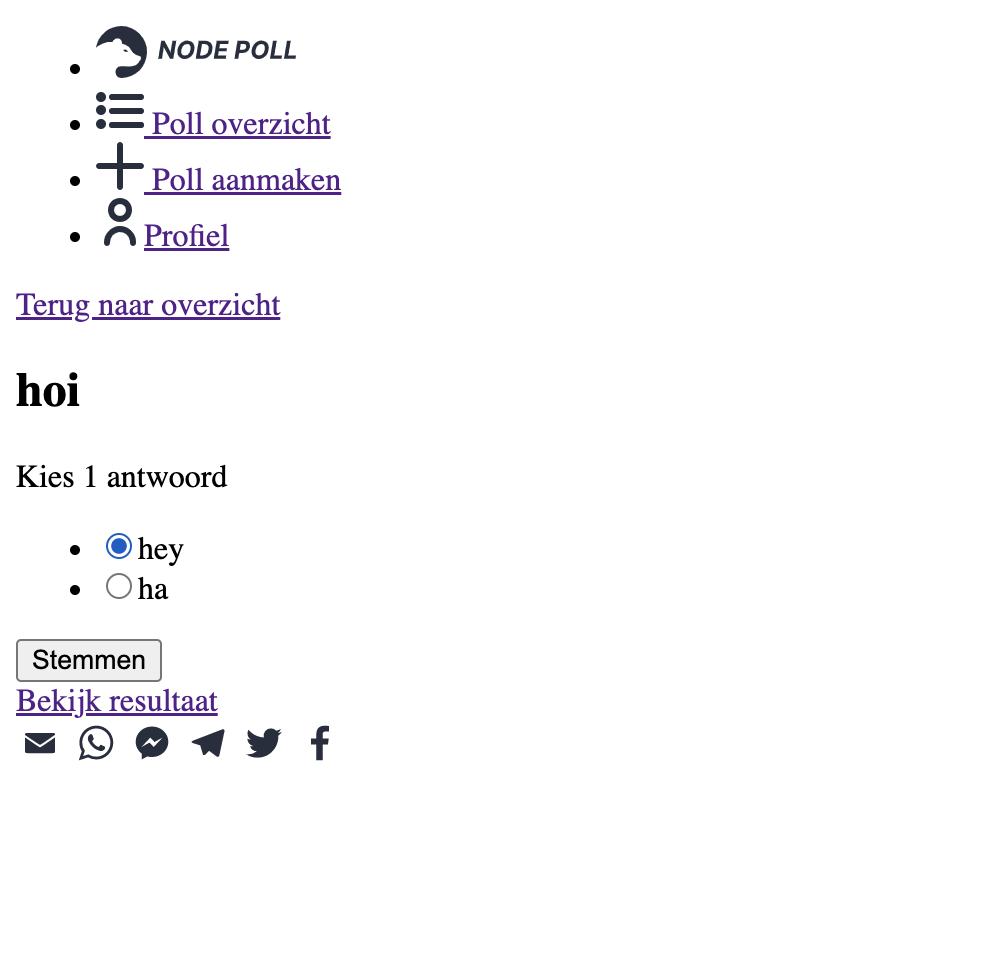 NODE POLL
Poll overzicht
Poll aanmaken
Profiel
Terug naar overzicht
hoi
Kies 1 antwoord
hey
ha
Stemmen
Bekijk resultaat